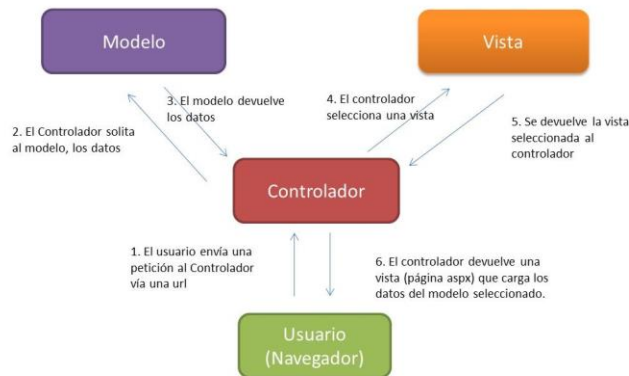 Modelo
Vista
3. El modelo devuelve
los datos
4. El controlador
selecciona una vista
2. El Controlador solita
al modelo, los datos
5. Se devuelve la vista
seleccionada al
controlador
Controlador
1. El usuario envía una
petición al Controlador
vía una url
6. El controlador devuelve una
vista (página aspx) que carga los
datos del modelo seleccionado.
Usuario
(Navegador)